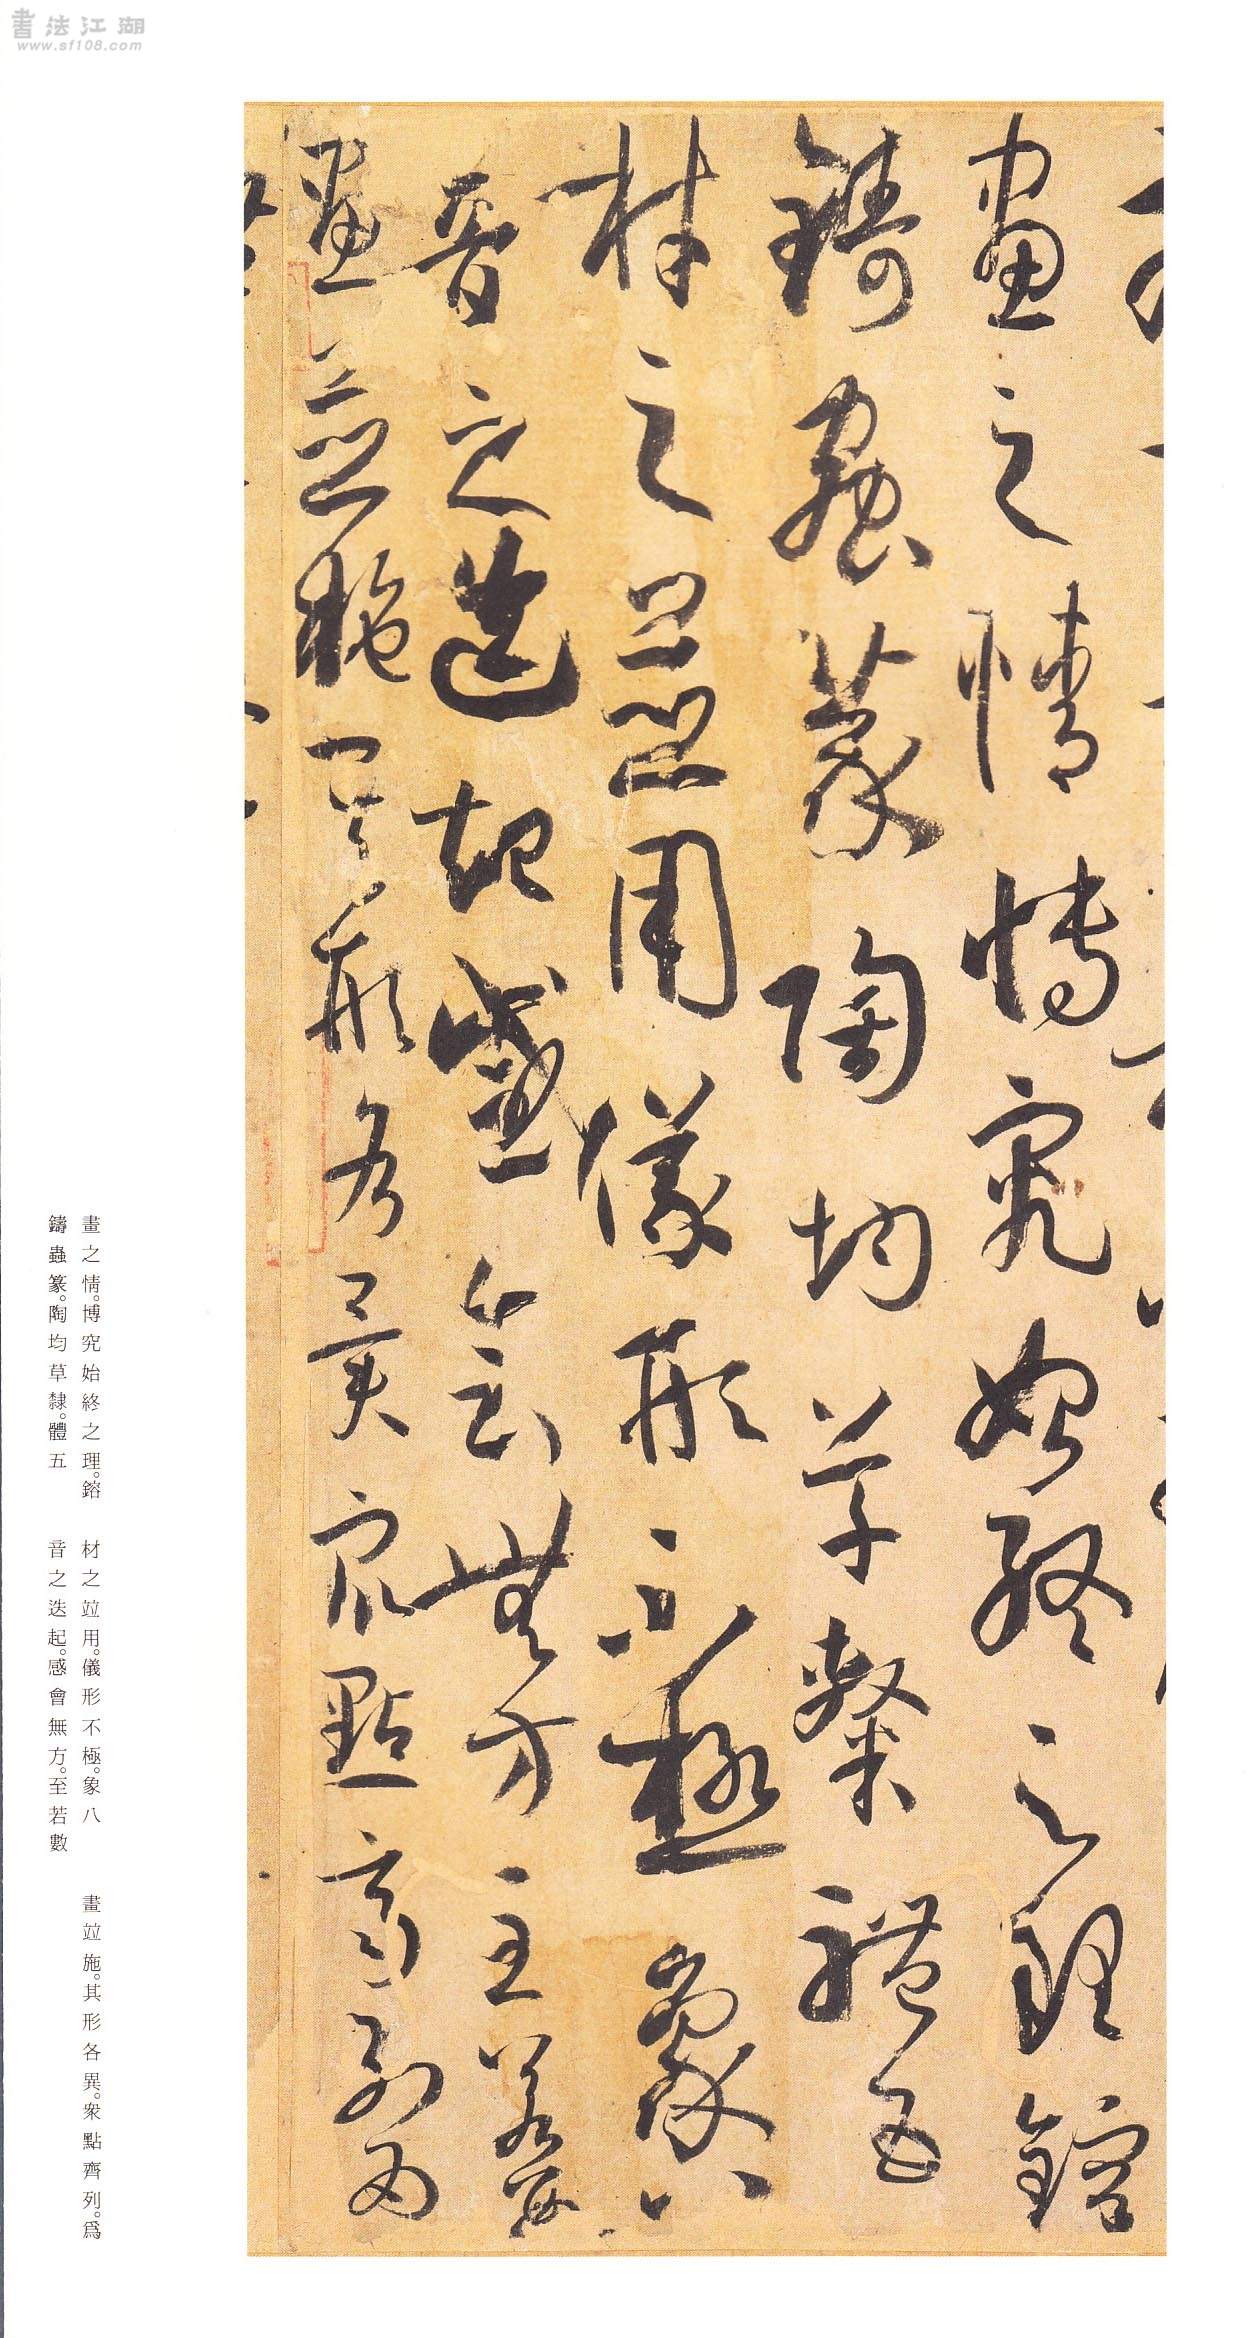 書法江湖
www.sf108.com
畫之情博究始終之理鎔
鑄蟲篆陶均草隸體五
材之並用儀形不極象八
音之迭起感會無方至若數
畫並施其形各異眾點齊列為
畫之情。博究始終之理。鎔
鑄蟲篆。陶均草隸。體五
材之竝用。儀形不極。象八
音之迭起。感會無方。至若數
畫竝施。其形各異。衆點齊列。爲